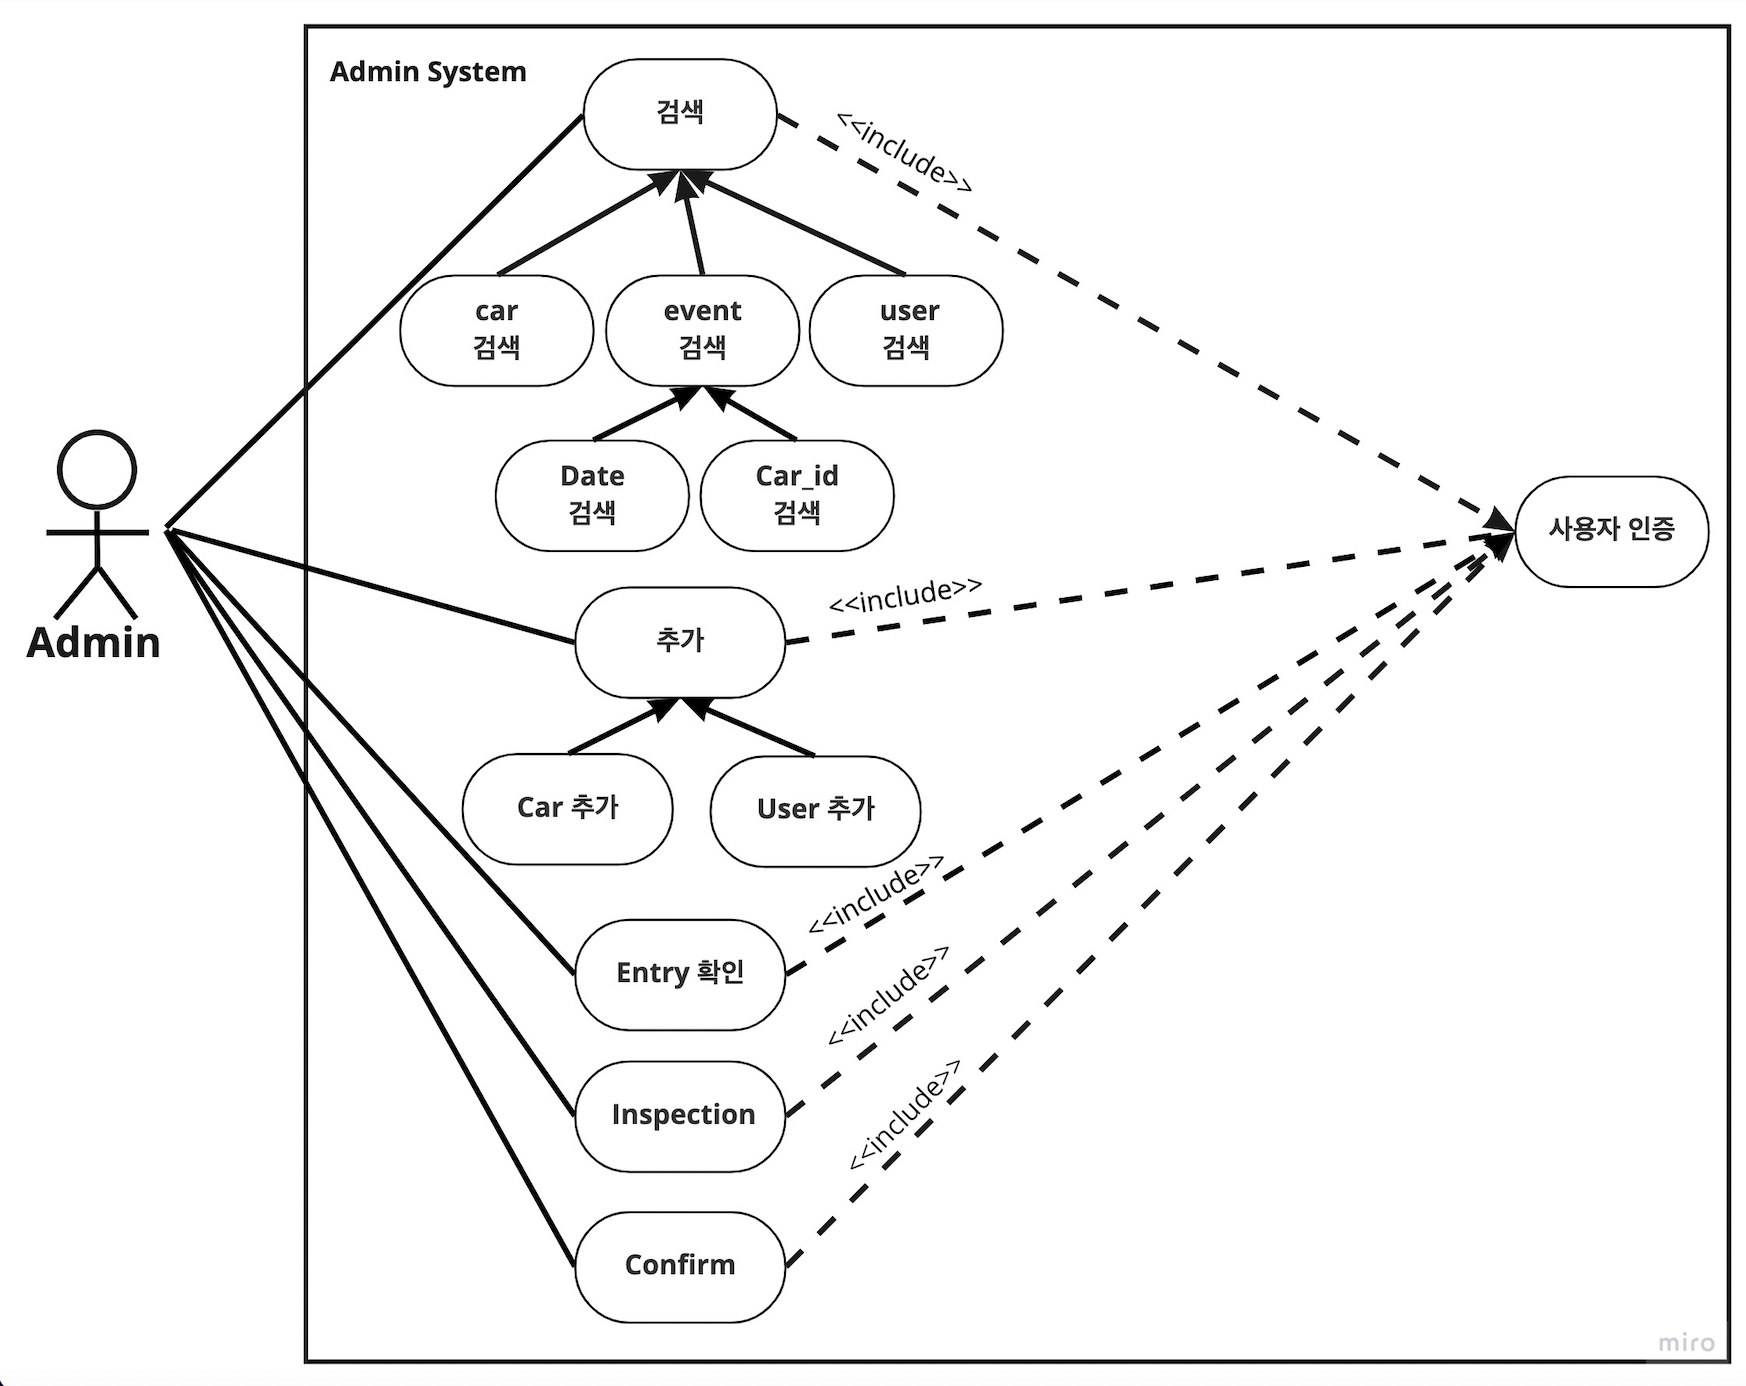 Admin System
검색
<<include>>
car
검색
event
검색
user
검색
Date
검색
Car_id
검색
사용자 인증
Admin
<<include>>
추가
Car 추가
User 추가
<<include>>
Entry 확인
<<include>>
Inspection
<<include>>
Confirm
miro